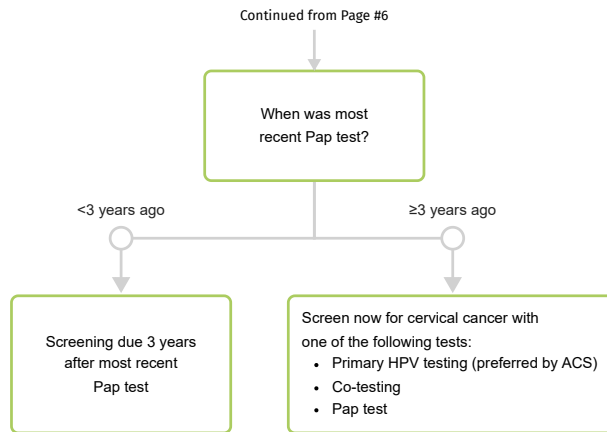 Continued from Page #6
When was most
recent Pap test?
<3 years ago
≥3 years ago
Screening due 3 years
after most recent
Pap test
Screen now for cervical cancer with
one of the following tests:
• Primary HPV testing (preferred by ACS)
• Co-testing
• Pap test